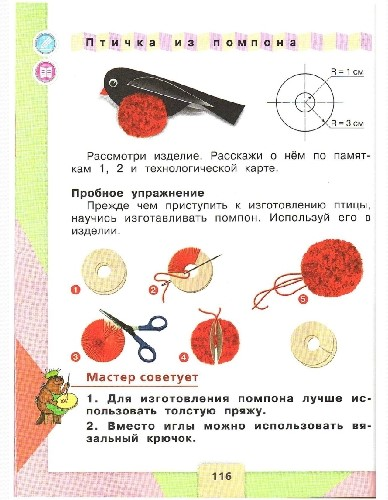 Птичка из помпона
R = 1 см
R = 3 см
Рассмотри изделие. Расскажи о нём по памят-
кам 1, 2 и технологической карте.
Пробное упражнение
Прежде чем приступить к изготовлению птицы,
научись изготавливать помпон. Используй его в
изделии.
1
2
5
3
4
Мастер советует
1. Для изготовления помпона лучше ис-
пользовать толстую пряжу.
2. Вместо иглы можно использовать вя-
зальный крючок.
116